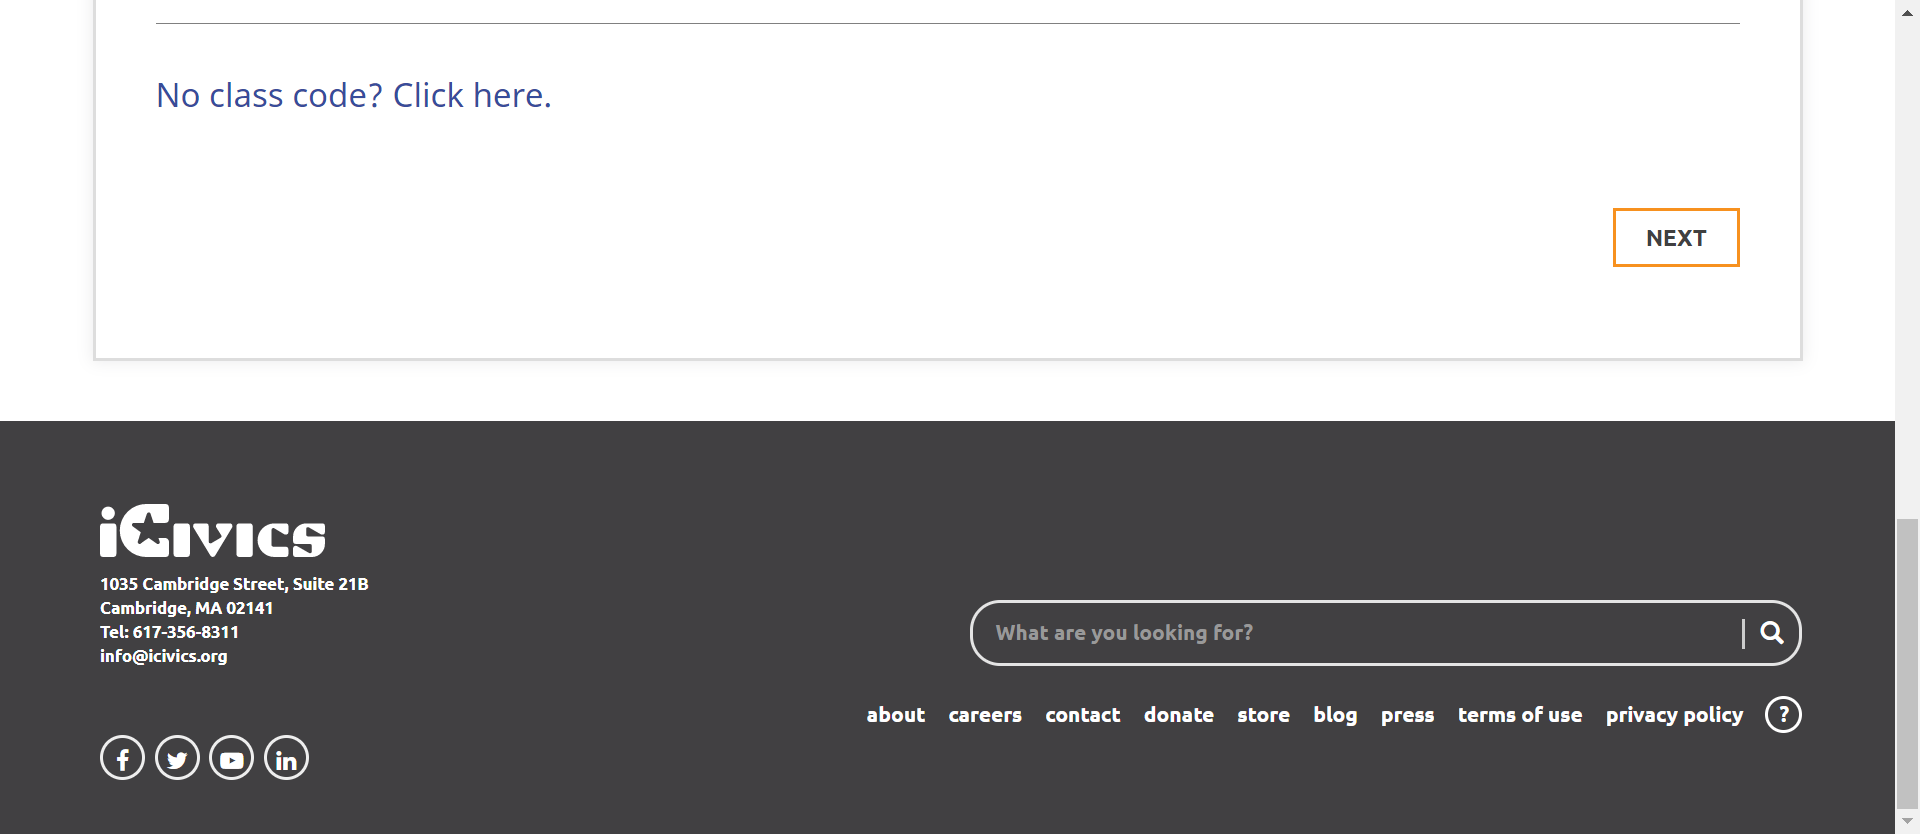 No class code? Click here.
NEXT
iCivics
1035 Cambridge Street, Suite 21B
Cambridge, MA 02141
Tel: 617-356-8311
info@icivics.org
What are you looking for?
about careers contact donate store blog press terms of use privacy policy ?